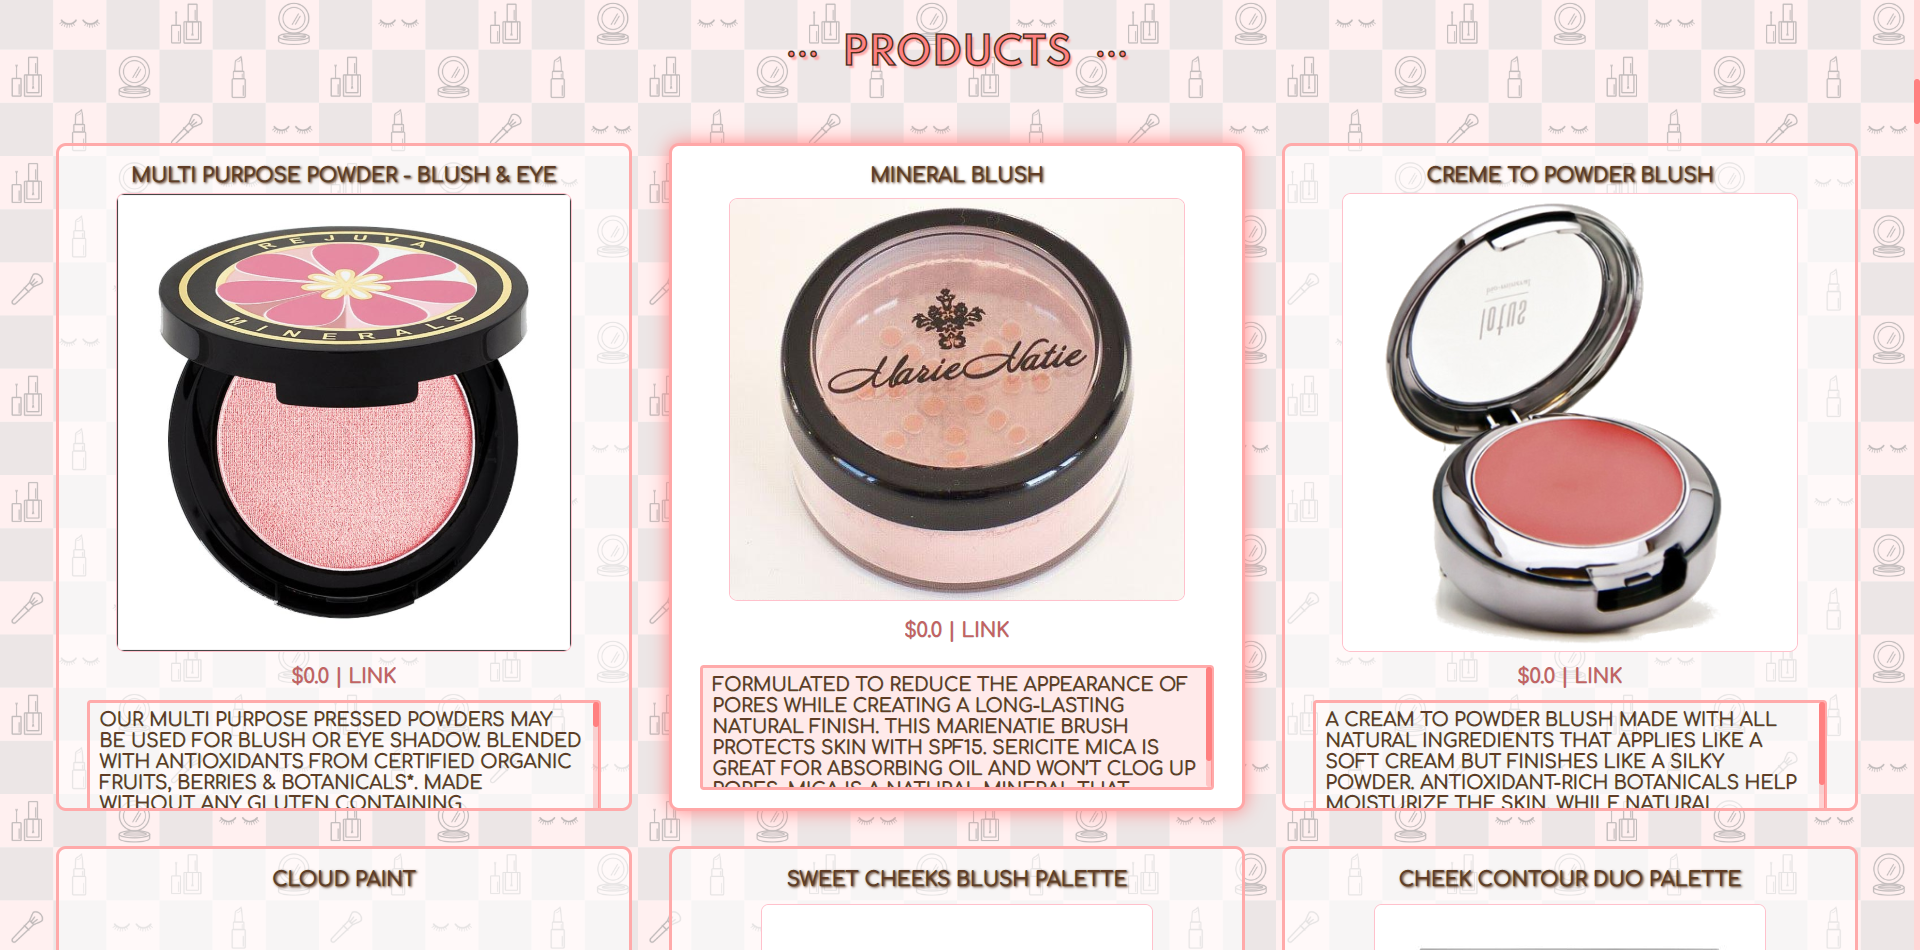 ··· PRODUCTS ···
MULTI PURPOSE POWDER - BLUSH & EYE
REJUVA
MINERALS
$0.0 | LINK
OUR MULTI PURPOSE PRESSED POWDERS MAY
BE USED FOR BLUSH OR EYE SHADOW. BLENDED
WITH ANTIOXIDANTS FROM CERTIFIED ORGANIC
FRUITS, BERRIES & BOTANICALS*. MADE
WITHOUT ANY GLUTEN CONTAINING
MINERAL BLUSH
MarieNatie
$0.0 | LINK
FORMULATED TO REDUCE THE APPEARANCE OF
PORES WHILE CREATING A LONG-LASTING
NATURAL FINISH. THIS MARIENATIE BRUSH
PROTECTS SKIN WITH SPF15. SERICITE MICA IS
GREAT FOR ABSORBING OIL AND WON'T CLOG UP
PORES. MICA IS A NATURAL MINERAL THAT
CREME TO POWDER BLUSH
lotus
$0.0 | LINK
A CREAM TO POWDER BLUSH MADE WITH ALL
NATURAL INGREDIENTS THAT APPLIES LIKE A
SOFT CREAM BUT FINISHES LIKE A SILKY
POWDER. ANTIOXIDANT-RICH BOTANICALS HELP
MOISTURIZE THE SKIN, WHILE NATURAL
CLOUD PAINT
SWEET CHEEKS BLUSH PALETTE
CHEEK CONTOUR DUO PALETTE